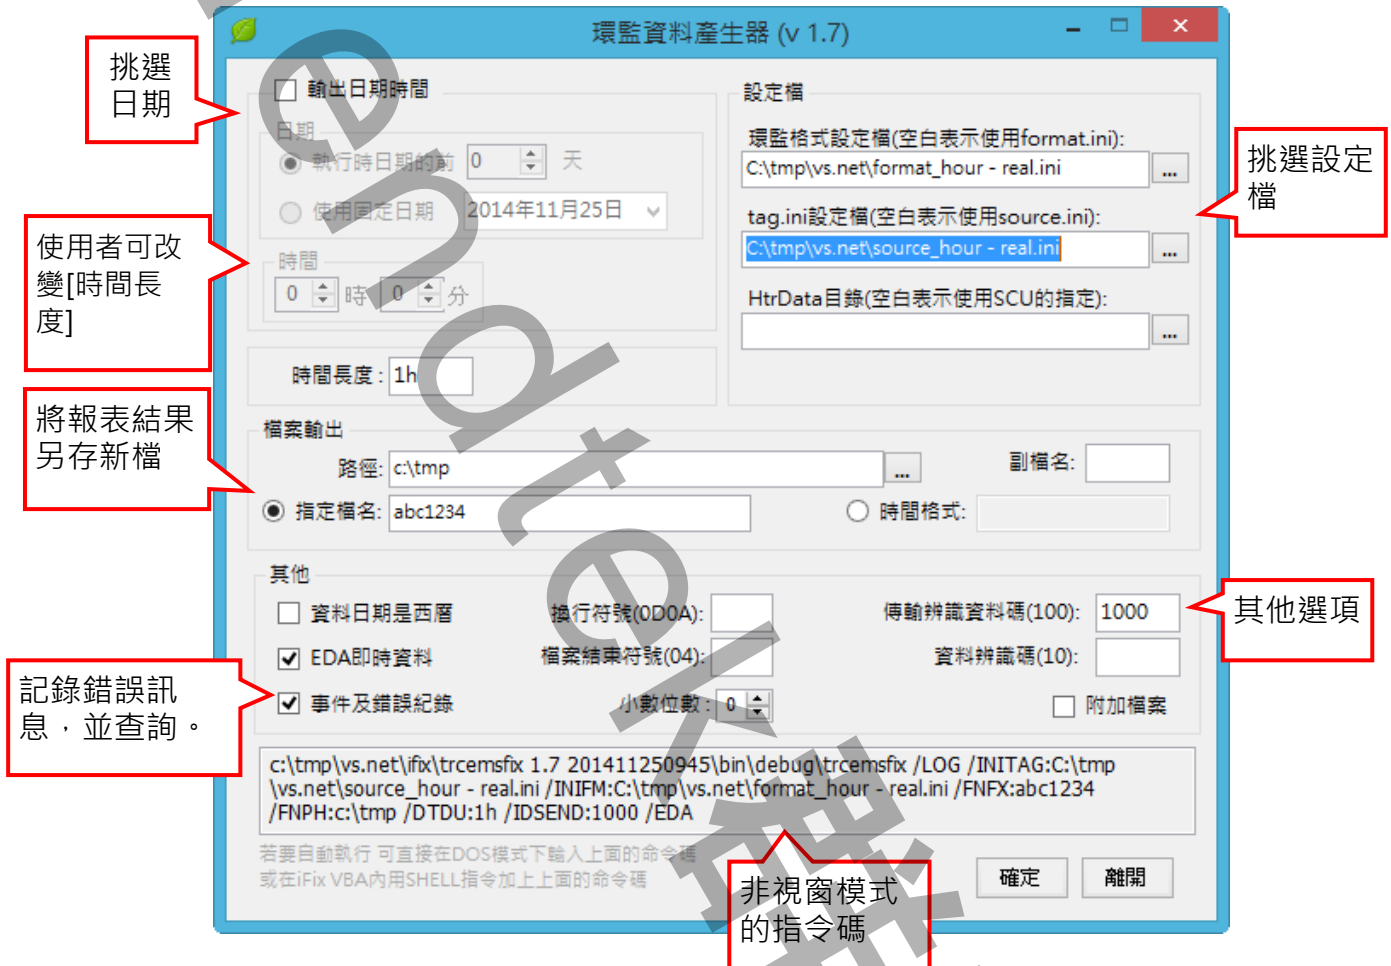 環監資料產生器 (v 1.7)
挑選
日期
輸出日期時間
日期
執行時日期的前 0 天
使用固定日期 2014年11月25日
使用者可改
變[時間長
度]
時間
0 時 0 分
時間長度: 1h
設定檔
環監格式設定檔(空白表示使用format.ini):
C:\tmp\vs.net\format_hour - real.ini ...
tag.ini設定檔(空白表示使用source.ini):
C:\tmp\vs.net\source_hour - real.ini ...
HtrData目錄(空白表示使用SCU的指定):
...
挑選設定
檔
將報表結果
另存新檔
檔案輸出
路徑: c:\tmp ... 副檔名:
指定檔名: abc1234 時間格式:
其他
資料日期是西曆 換行符號(0D0A): 傳輸辨識資料碼(100): 1000
EDA即時資料 檔案結束符號(04): 資料辨識碼(10):
事件及錯誤紀錄 小數位數: 0 附加檔案
其他選項
記錄錯誤訊
息，並查詢。
c:\tmp\vs.net\ifix\trcemsfix 1.7 201411250945\bin\debug\trcemsfix /LOG /INITAG:C:\tmp
\vs.net\source_hour - real.ini /INIFM:C:\tmp\vs.net\format_hour - real.ini /FNFX:abc1234
/FNPH:c:\tmp /DTDU:1h /IDSEND:1000 /EDA
若要自動執行 可直接在DOS模式下輸入上面的命令碼
或在iFix VBA內用SHELL指令加上上面的命令碼
確定 離開
非視窗模式
的指令碼
endtek